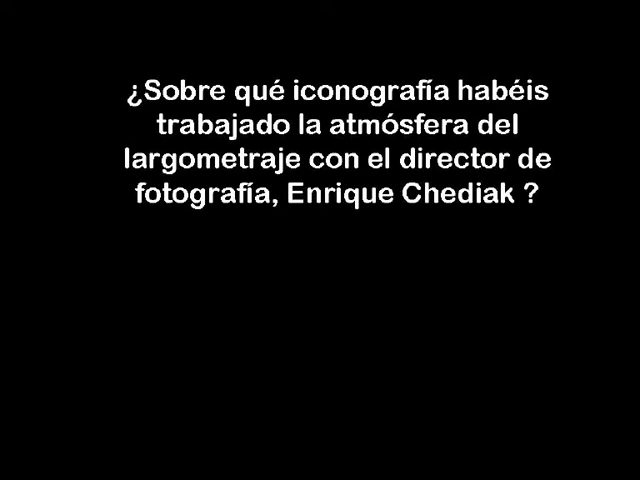 ¿Sobre qué iconografía habéis
trabajado la atmósfera del
largometraje con el director de
fotografía, Enrique Chediak ?